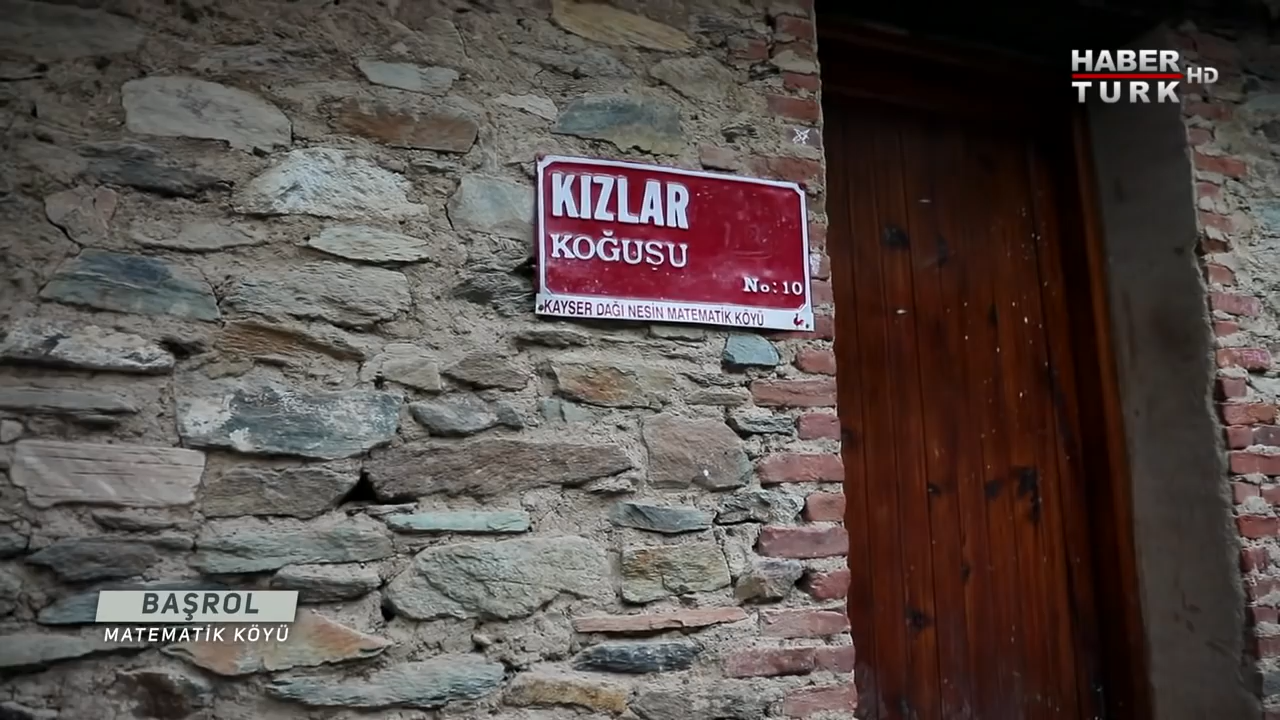 HABER
TURK HD
KIZLAR
KOĞUŞU
No: 10
KAYSER DAĞI NESİN MATEMATİK KÖYÜ
BAŞROL
MATEMATİK KÖYÜ